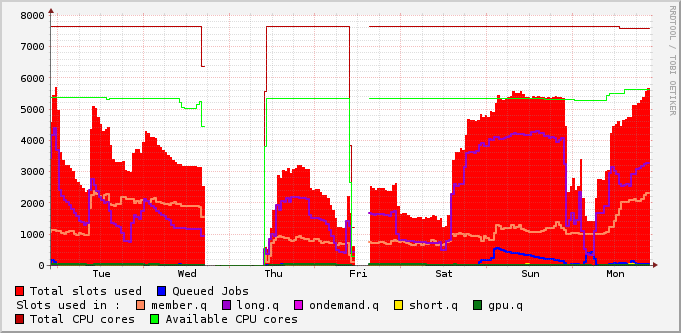 8000
7000
6000
5000
4000
3000
2000
1000
0
Tue Wed Thu Fri Sat Sun Mon
RRDTOOL / TOBI OETIKER
Total slots used Queued Jobs
Slots used in : member.q long.q ondemand.q short.q gpu.q
Total CPU cores Available CPU cores